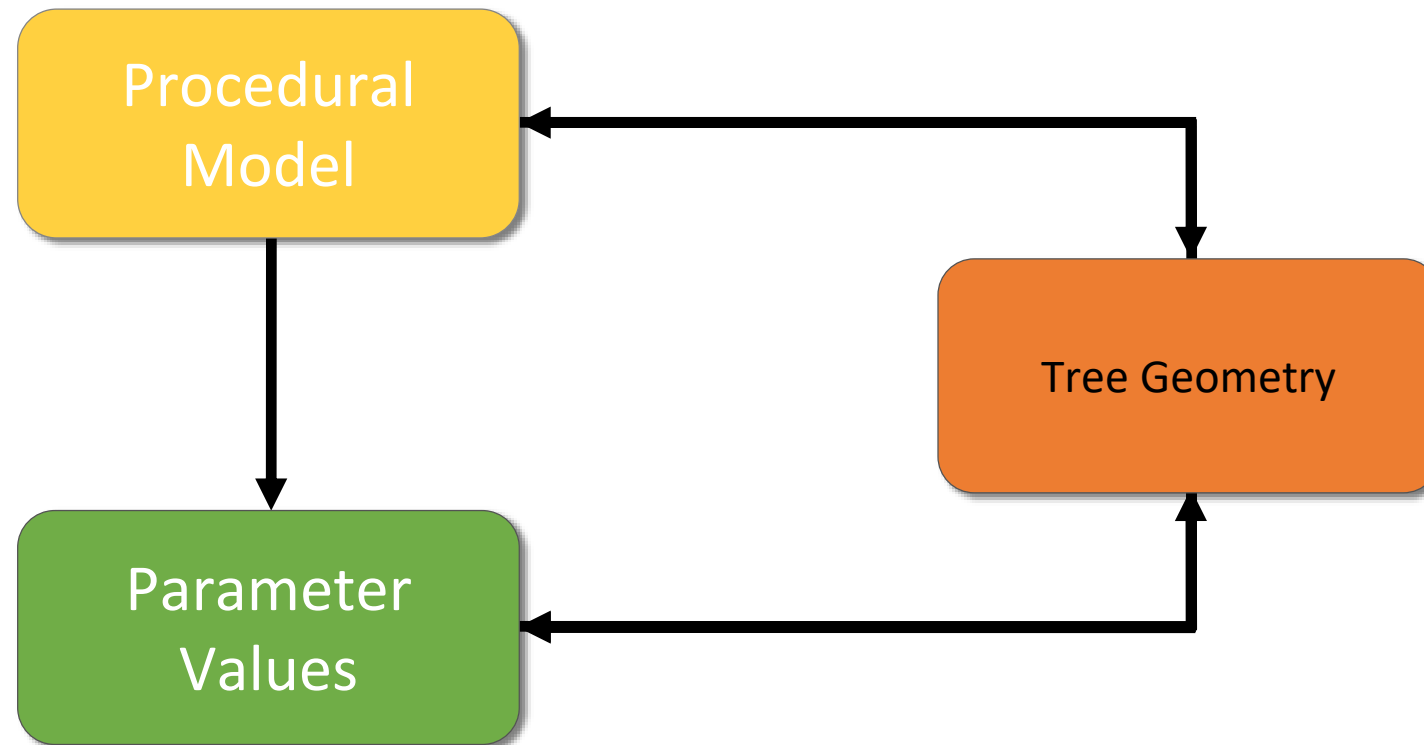 Procedural
Model
Tree Geometry
Parameter
Values